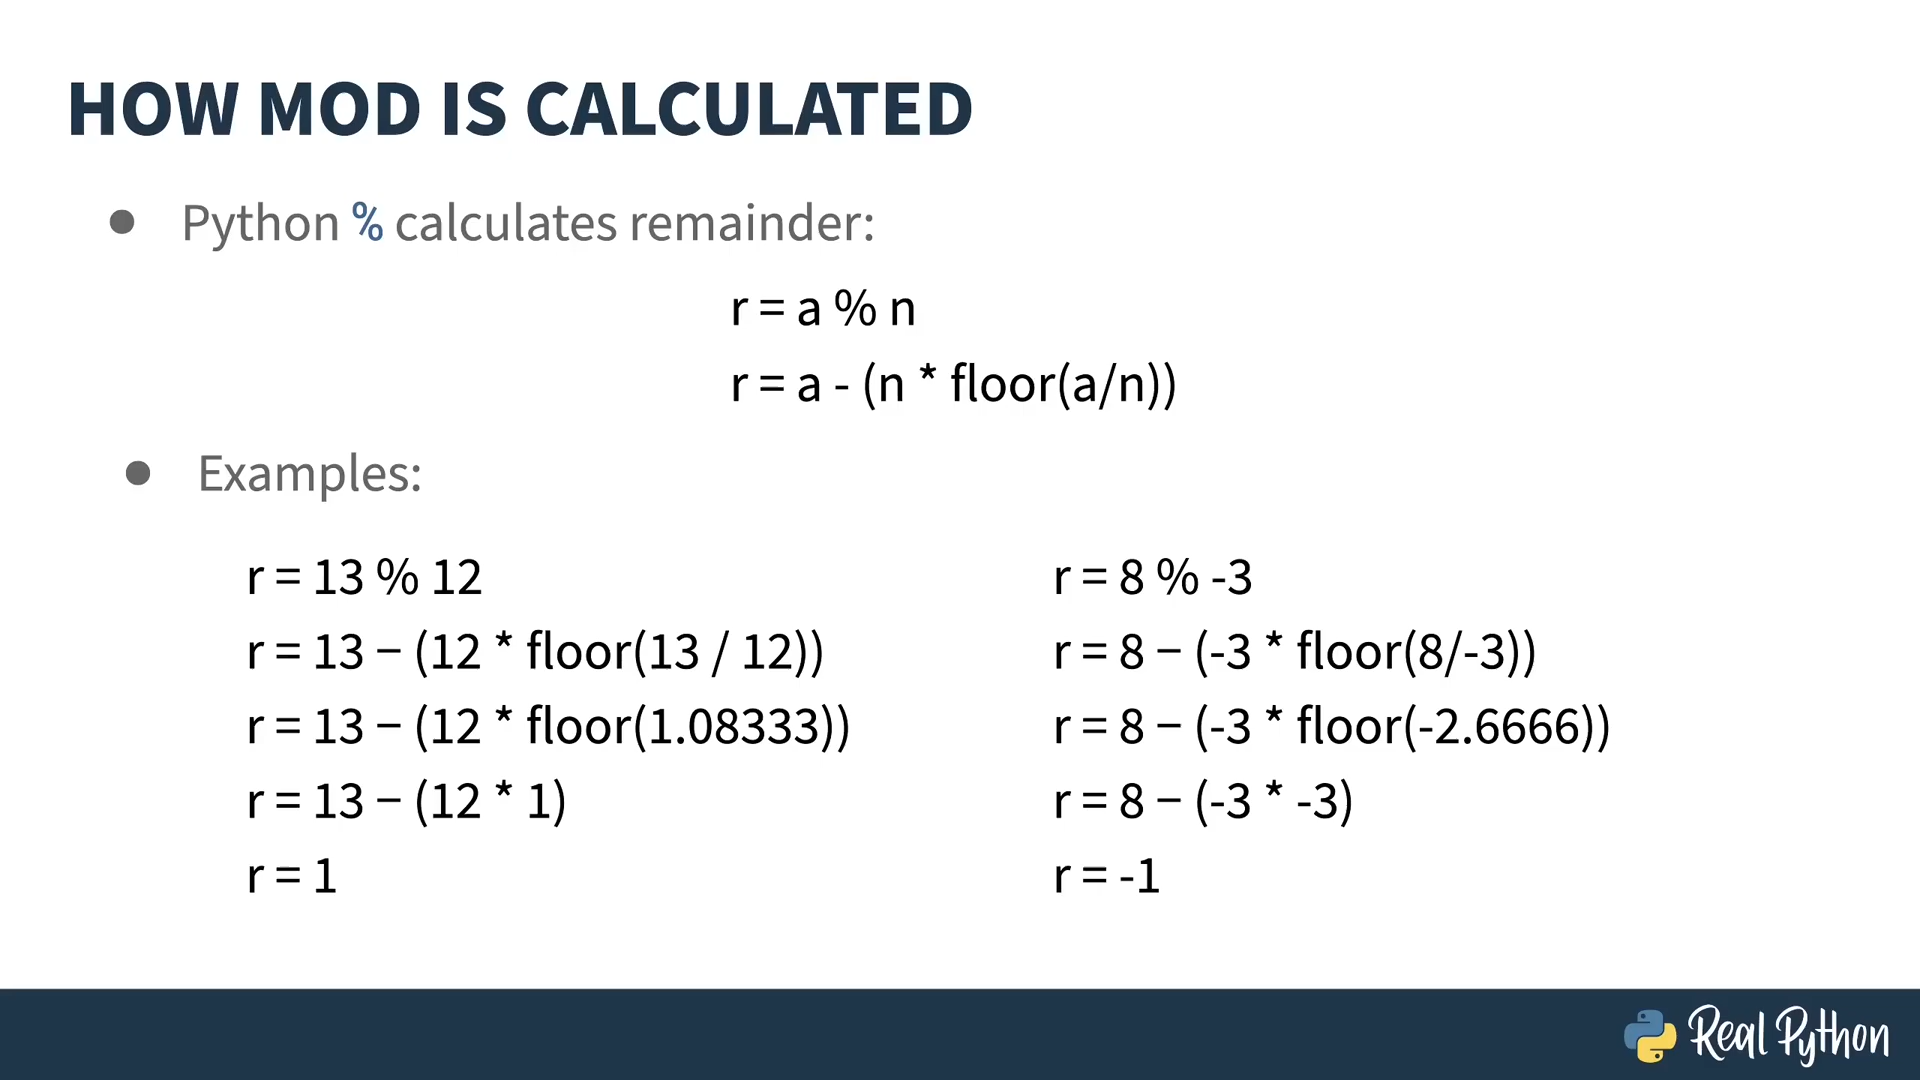 HOW MOD IS CALCULATED
● Python % calculates remainder:
r = a % n
r = a - (n * floor(a/n))
● Examples:
r = 13 % 12
r = 13 − (12 * floor(13 / 12))
r = 13 − (12 * floor(1.08333))
r = 13 − (12 * 1)
r = 1
r = 8 % -3
r = 8 − (-3 * floor(8/-3))
r = 8 − (-3 * floor(-2.6666))
r = 8 − (-3 * -3)
r = -1
Real Python